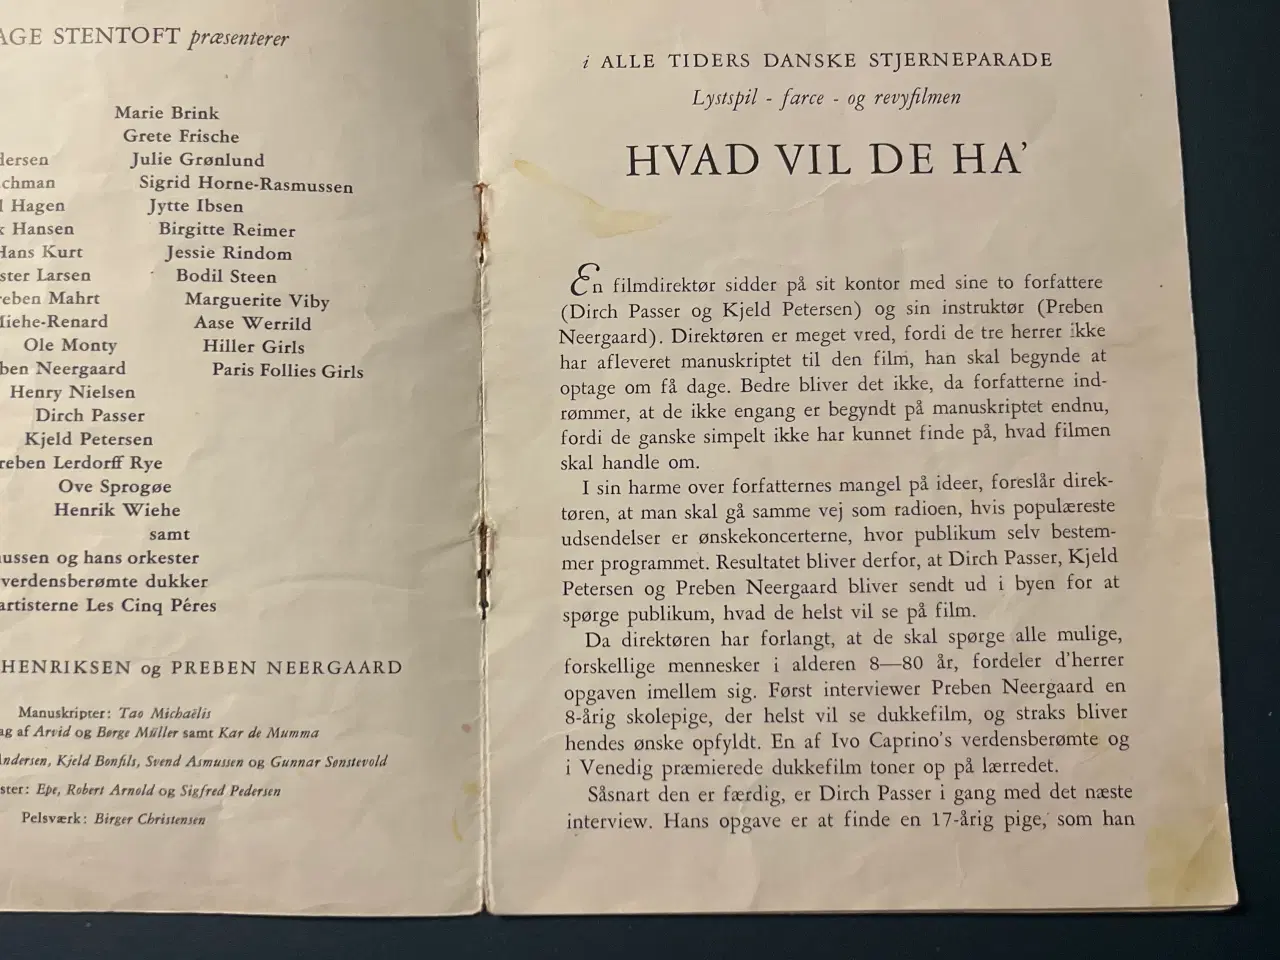 STENTOFT præsenterer
Marie Brink
Grete Frische
Julie Grønlund
Sigrid Horne-Rasmussen
Hagen Jytte Ibsen
Hansen Birgitte Reimer
Hans Kurt Jessie Rindom
Larsen Bodil Steen
Mahrt Marguerite Viby
Aase Werrild
Ole Monty Hiller Girls
Neergaard Paris Follies Girls
Henry Nielsen
Dirch Passer
Kjeld Petersen
Lerdorff Rye
Ove Sprogøe
Henrik Wiehe
samt
og hans orkester
verdensberømte dukker
artisterne Les Cinq Péres
HENRIKSEN og PREBEN NEERGAARD
Manuskripter: Tao Michaëlis
af Arvid og Børge Müller samt Kar de Mumma
Andersen, Kjeld Bonfils, Svend Asmussen og Gunnar Sønstevold
Epe, Robert Arnold og Sigfred Pedersen
Pelsværk: Birger Christensen
i ALLE TIDERS DANSKE STJERNEPARADE
Lystspil - farce - og revyfilmen
HVAD VIL DE HA'
En filmdirektør sidder på sit kontor med sine to forfattere
(Dirch Passer og Kjeld Petersen) og sin instruktør (Preben
Neergaard). Direktøren er meget vred, fordi de tre herrer ikke
har afleveret manuskriptet til den film, han skal begynde at
optage om få dage. Bedre bliver det ikke, da forfatterne ind-
rømmer, at de ikke engang er begyndt på manuskriptet endnu,
fordi de ganske simpelt ikke har kunnet finde på, hvad filmen
skal handle om.
I sin harme over forfatternes mangel på ideer, foreslår direk-
tøren, at man skal gå samme vej som radioen, hvis populæreste
udsendelser er ønskekoncerterne, hvor publikum selv bestem-
mer programmet. Resultatet bliver derfor, at Dirch Passer, Kjeld
Petersen og Preben Neergaard bliver sendt ud i byen for at
spørge publikum, hvad de helst vil se på film.
Da direktøren har forlangt, at de skal spørge alle mulige,
forskellige mennesker i alderen 8—80 år, fordeler d'herrer
opgaven imellem sig. Først interviewer Preben Neergaard en
8-årig skolepige, der helst vil se dukkefilm, og straks bliver
hendes ønske opfyldt. En af Ivo Caprino's verdensberømte og
i Venedig præmierede dukkefilm toner op på lærredet.
Såsnart den er færdig, er Dirch Passer i gang med det næste
interview. Hans opgave er at finde en 17-årig pige, som han